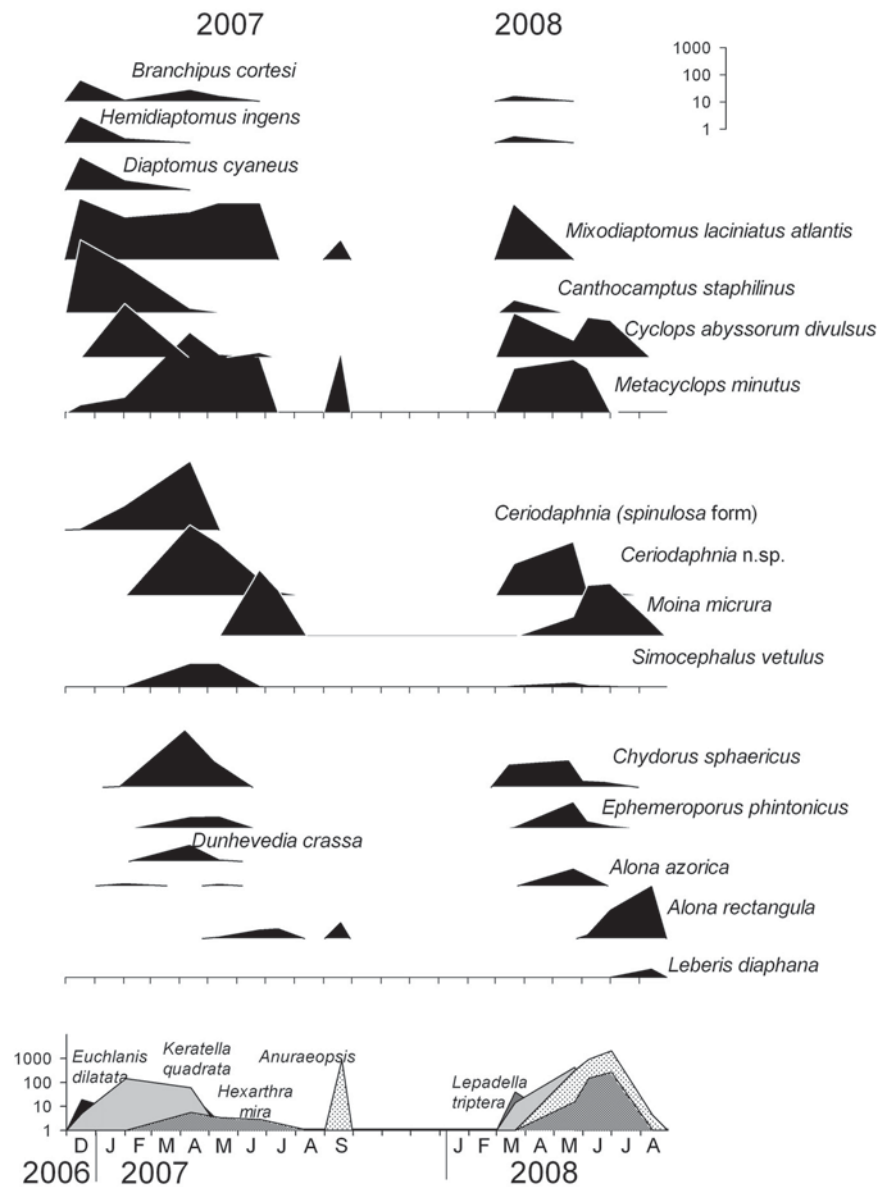 2007
2008
1000
100
10
1
Branchipus cortesi
Hemidiaptomus ingens
Diaptomus cyaneus
Mixodiaptomus laciniatus atlantis
Canthocamptus staphilinus
Cyclops abyssorum divulsus
Metacyclops minutus
Ceriodaphnia (spinulosa form)
Ceriodaphnia n.sp.
Moina micrura
Simocephalus vetulus
Chydorus sphaericus
Ephemeroporus phintonicus
Dunhevedia crassa
Alona azorica
Alona rectangula
Leberis diaphana
1000
100
10
1
Euchlanis
dilatata
Keratella
quadrata
Hexarthra
mira
Anuraeopsis
Lepadella
triptera
D J F M A M J J A S J F M A M J J A
2006 2007 2008